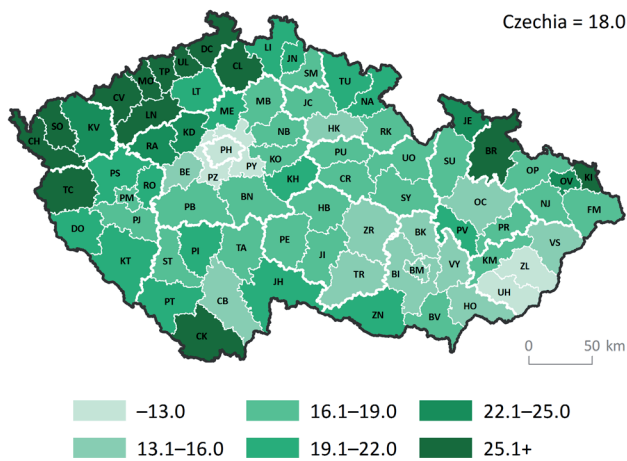 Czechia = 18.0
DC
LI
UL
TP
CL
JN
MO
SM
TU
CV
LT
LN
MB
JC
NA
SO
KV
ME
CH
KD
HK
JE
RA
NB
RK
BR
PH
KO
PU
UO
SU
KI
TC
PS
RO
BE
PZ
PY
KH
CR
OP
OV
PM
PJ
PB
BN
HB
SY
OC
NJ
FM
DO
KT
ST
PI
TA
PE
ZR
BK
PV
PR
VS
JI
TR
BI
BM
VY
KM
ZL
PT
CB
JH
ZN
BV
HO
UH
CK
0 50 km
–13.0 16.1–19.0 22.1–25.0
13.1–16.0 19.1–22.0 25.1+